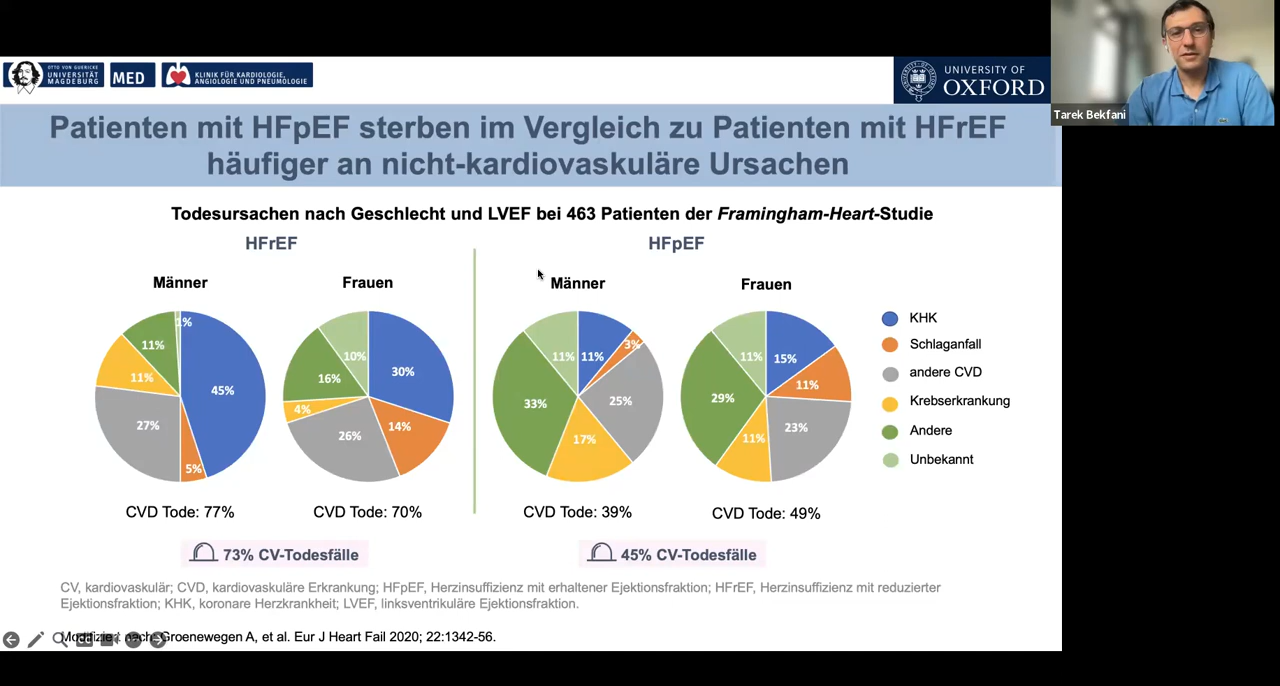 OTTO VON GUERICKE
UNIVERSITÄT
MAGDEBURG
MED
KLINIK FÜR KARDIOLOGIE,
ANGIOLOGIE UND PNEUMOLOGIE
UNIVERSITY OF
OXFORD
Tarek Bekfani
Patienten mit HFpEF sterben im Vergleich zu Patienten mit HFrEF
häufiger an nicht-kardiovaskuläre Ursachen
Todesursachen nach Geschlecht und LVEF bei 463 Patienten der Framingham-Heart-Studie
HFrEF
HFpEF
Männer
Frauen
Männer
Frauen
1%
11%
11%
45%
27%
5%
10%
16%
30%
4%
26%
14%
11%
11%
3%
33%
25%
17%
11%
15%
29%
11%
11%
23%
KHK
Schlaganfall
andere CVD
Krebserkrankung
Andere
Unbekannt
CVD Tode: 77%
CVD Tode: 70%
CVD Tode: 39%
CVD Tode: 49%
73% CV-Todesfälle
45% CV-Todesfälle
CV, kardiovaskulär; CVD, kardiovaskuläre Erkrankung; HFpEF, Herzinsuffizienz mit erhaltener Ejektionsfraktion; HFrEF, Herzinsuffizienz mit reduzierter
Ejektionsfraktion; KHK, koronare Herzkrankheit; LVEF, linksventrikuläre Ejektionsfraktion.
Modifiziert nach Groenewegen A, et al. Eur J Heart Fail 2020; 22:1342-56.
CC